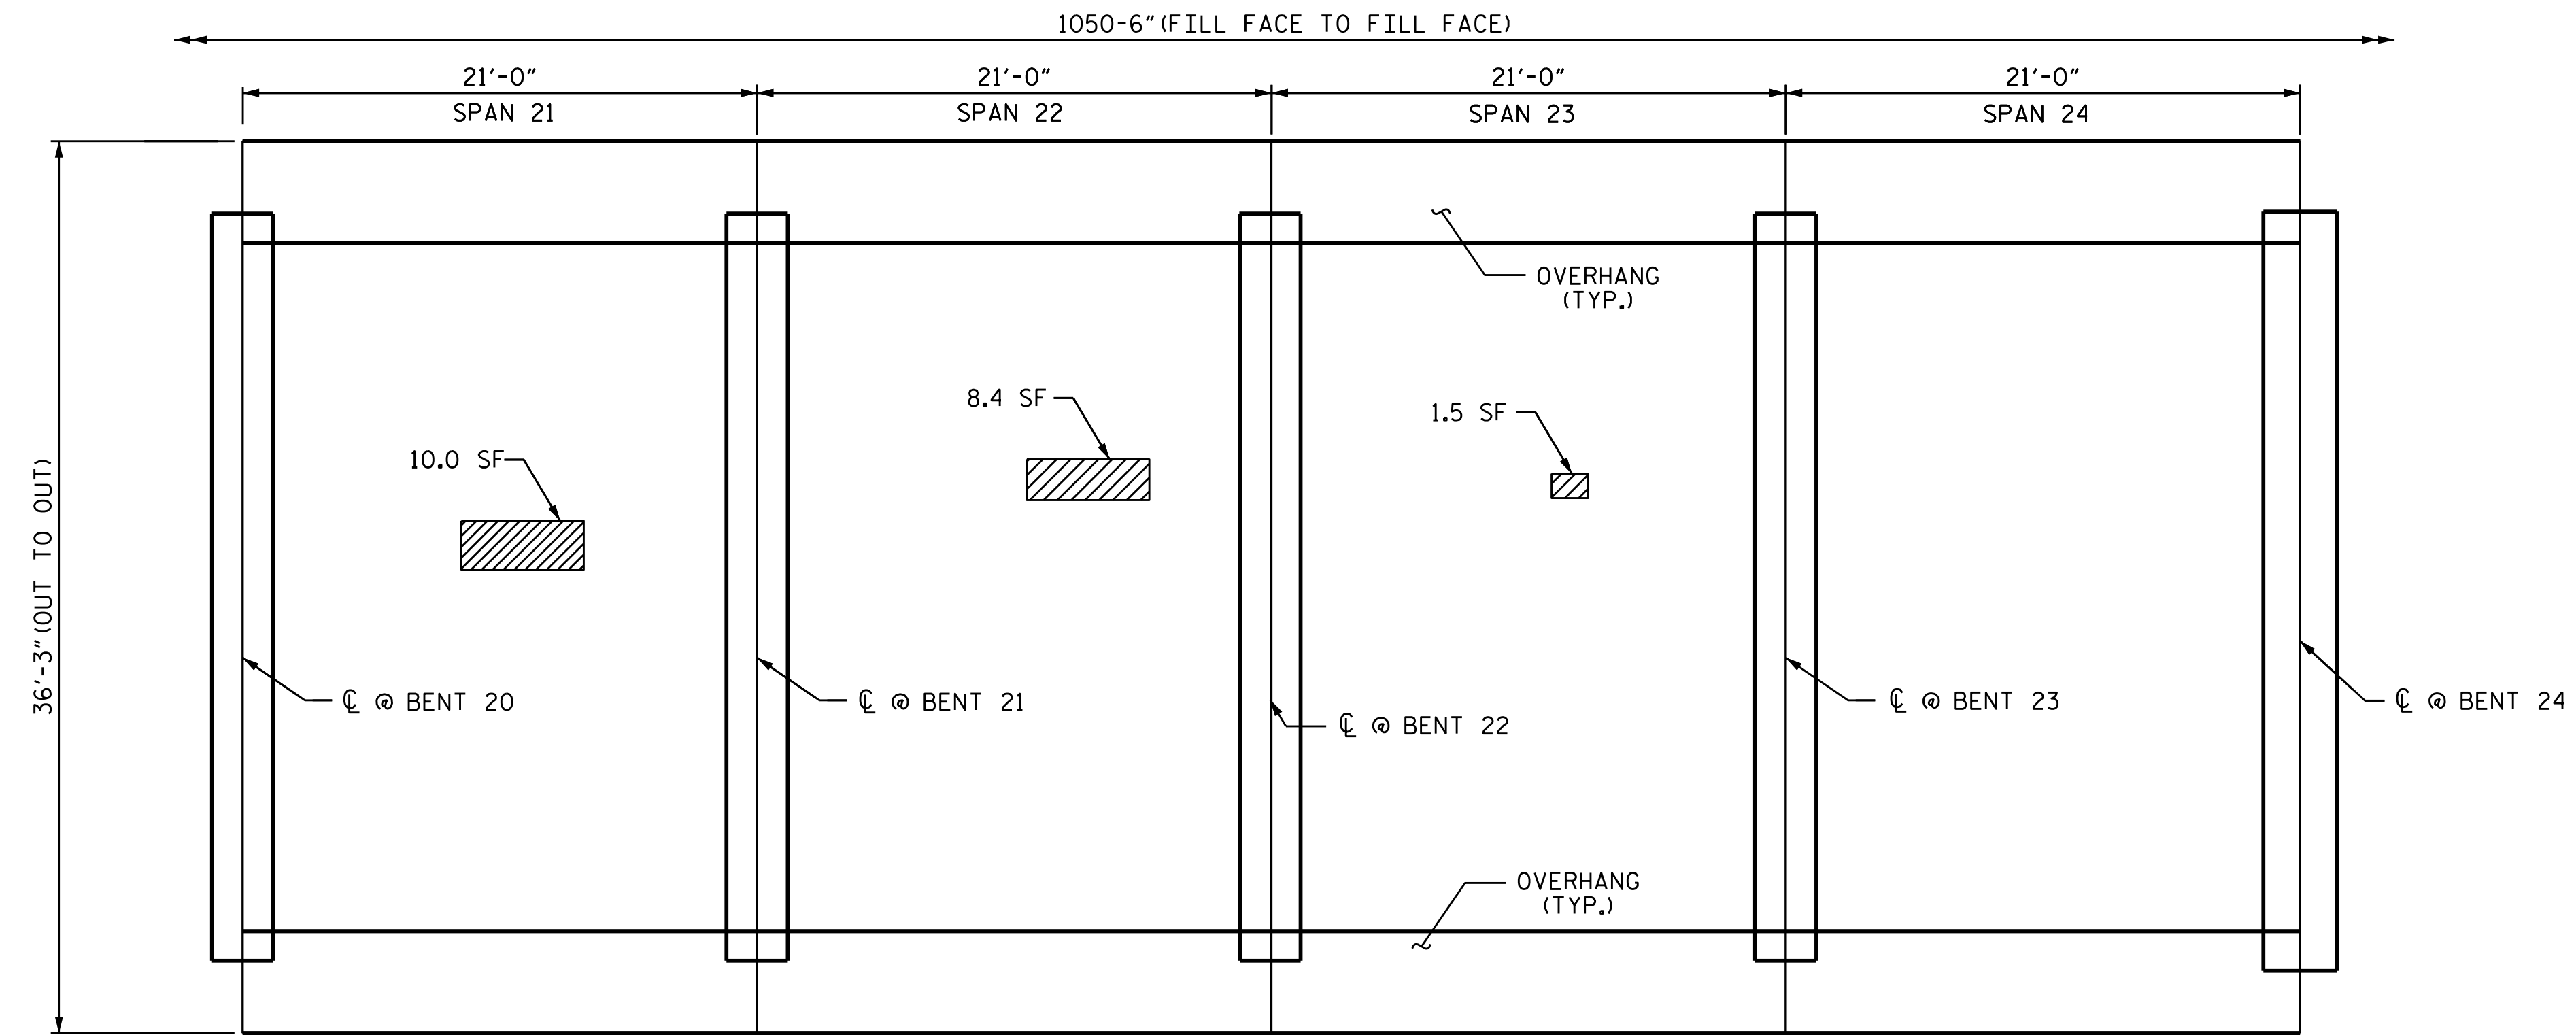 1050-6"(FILL FACE TO FILL FACE)
21'-0" 21'-0" 21'-0" 21'-0"
SPAN 21 SPAN 22 SPAN 23 SPAN 24
OVERHANG
(TYP.)
8.4 SF
1.5 SF
10.0 SF
36'-3"(OUT TO OUT)
℄ @ BENT 20
℄ @ BENT 21
℄ @ BENT 22
℄ @ BENT 23
℄ @ BENT 24
OVERHANG
(TYP.)